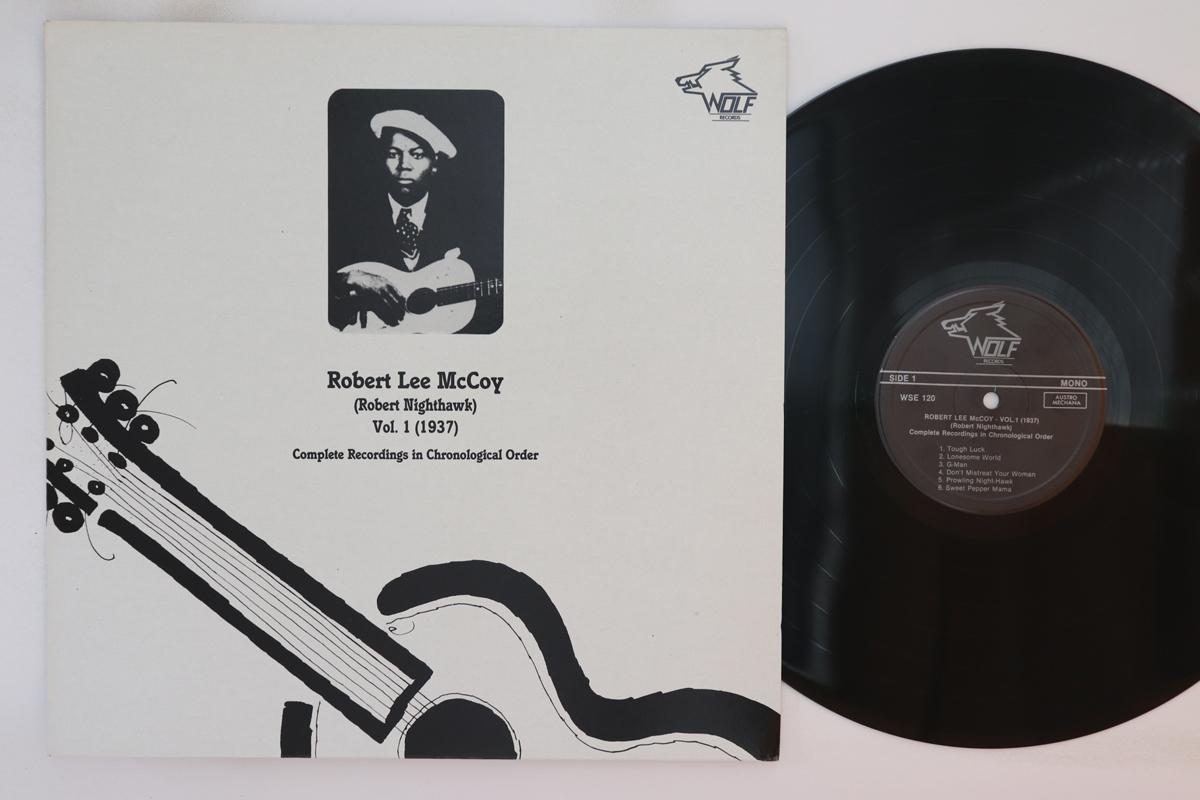 WOLF
RECORDS
Robert Lee McCoy
(Robert Nighthawk)
Vol. 1 (1937)
Complete Recordings in Chronological Order
WOLF
RECORDS
SIDE 1
MONO
WSE 120
AUSTRO
MECHANA
ROBERT LEE McCOY - VOL.1 (1937)
(Robert Nighthawk)
Complete Recordings in Chronological Order
1. Tough Luck
2. Lonesome World
3. G-Man
4. Don't Mistreat Your Woman
5. Prowling Night-Hawk
6. Sweet Pepper Mama